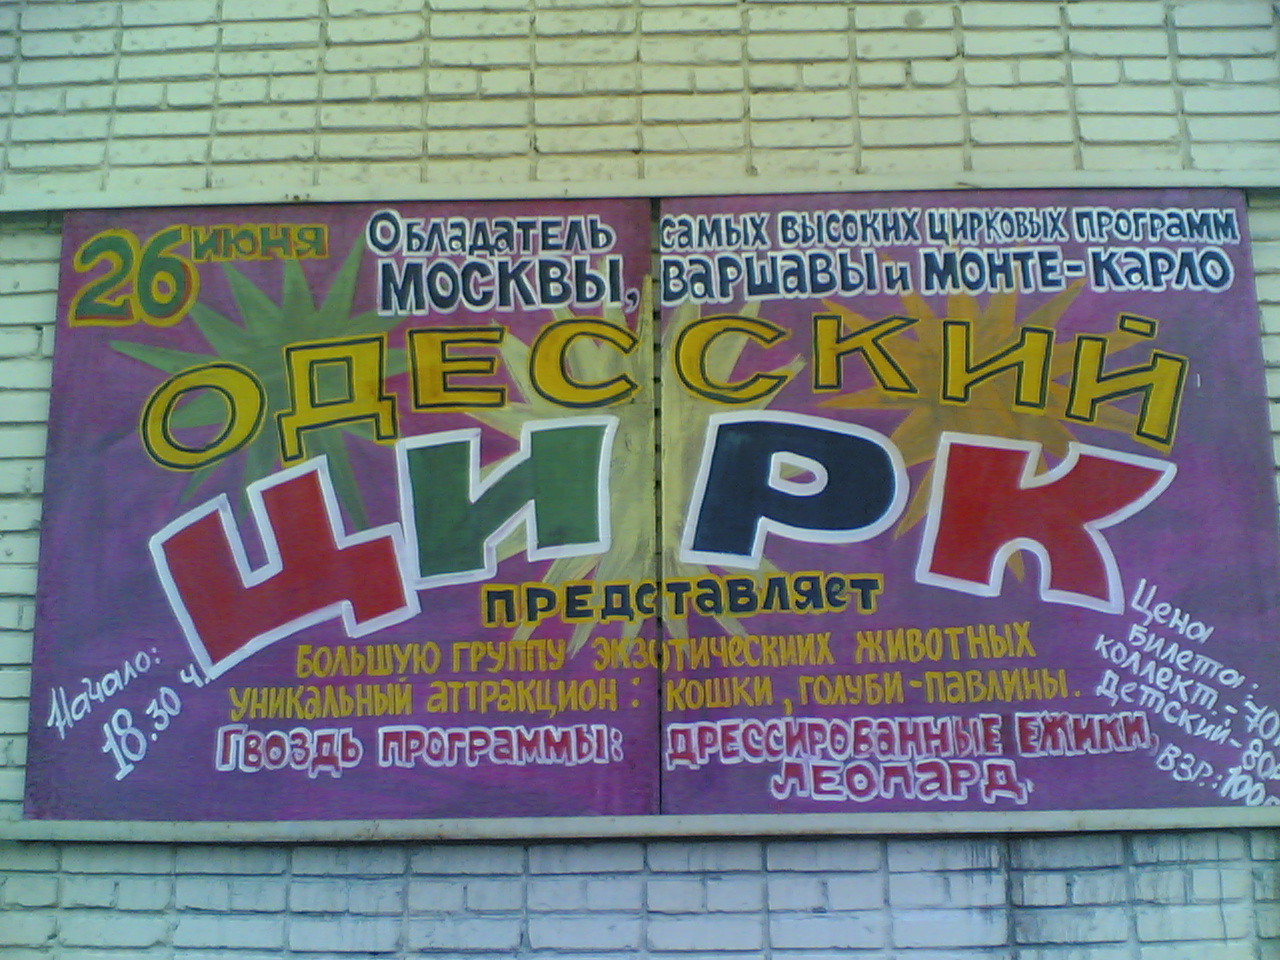 26 июня
Обладатель самых высоких цирковых программ
Москвы, Варшавы и Монте-Карло
Одесский
ЦИРК
представляет
большую группу экзотическиих животных
уникальный аттракцион: кошки, голуби-павлины.
Гвоздь программы: дрессированные ежики,
леопард,
Начало:
18.30 ч.
Цена
билета:
коллект.-70
детский-80
взр.:100